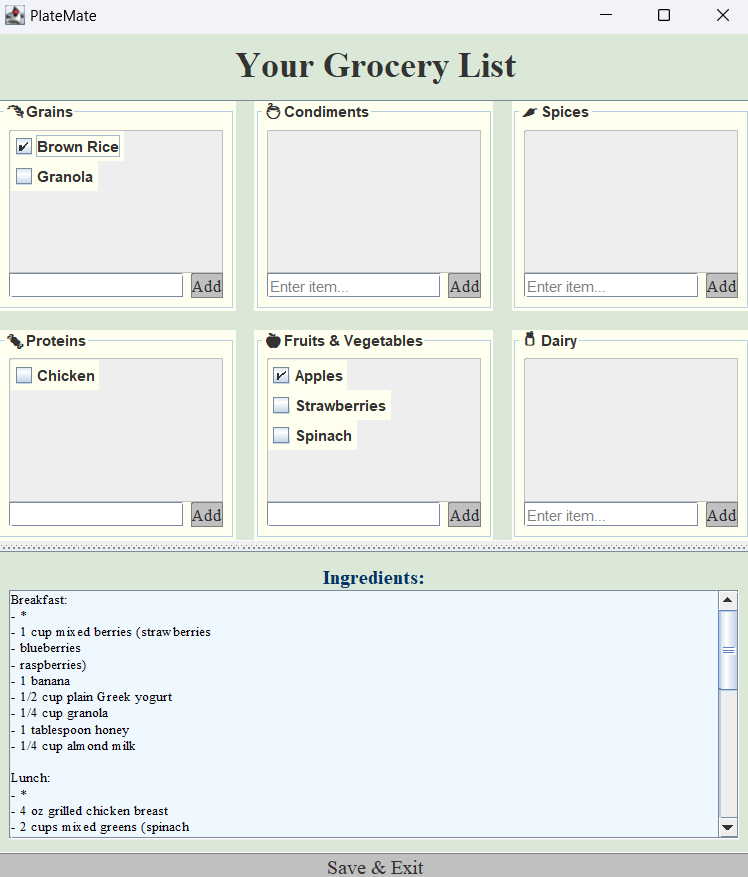 PlateMate
Your Grocery List
Grains
Brown Rice
Granola
Add
Condiments
Enter item...
Add
Spices
Enter item...
Add
Proteins
Chicken
Add
Fruits & Vegetables
Apples
Strawberries
Spinach
Add
Dairy
Enter item...
Add
Ingredients:
Breakfast:
- *
- 1 cup mixed berries (strawberries
- blueberries
- raspberries)
- 1 banana
- 1/2 cup plain Greek yogurt
- 1/4 cup granola
- 1 tablespoon honey
- 1/4 cup almond milk
Lunch:
- *
- 4 oz grilled chicken breast
- 2 cups mixed greens (spinach
Save & Exit